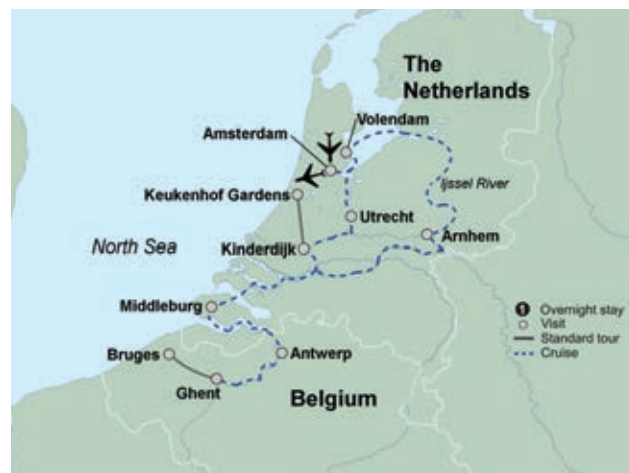 The
Netherlands
Volendam
Amsterdam
Keukenhof Gardens
Ijssel River
Utrecht
Arnhem
North Sea
Kinderdijk
Middleburg
1 Overnight stay
Visit
Standard tour
Cruise
Bruges
Antwerp
Ghent
Belgium